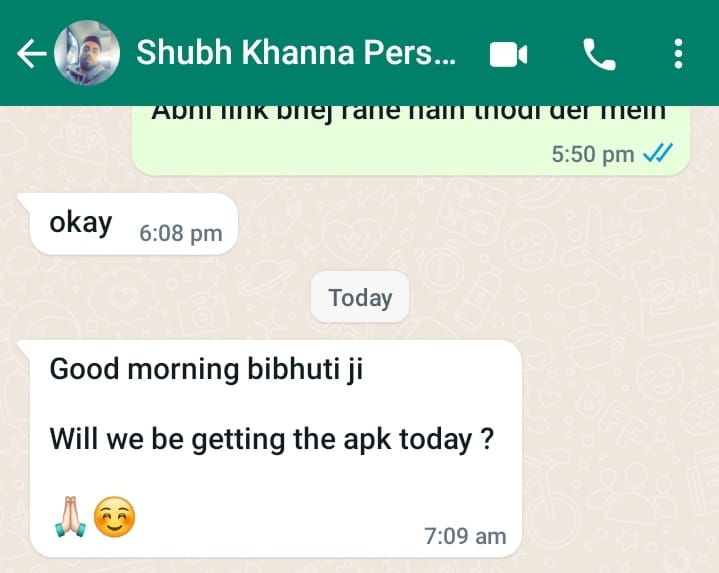 Shubh Khanna Pers...
Abhi link bhej rahe hain thodi der mein
5:50 pm
okay
6:08 pm
Today
Good morning bibhuti ji
Will we be getting the apk today ?
🙏🏻☺️
7:09 am